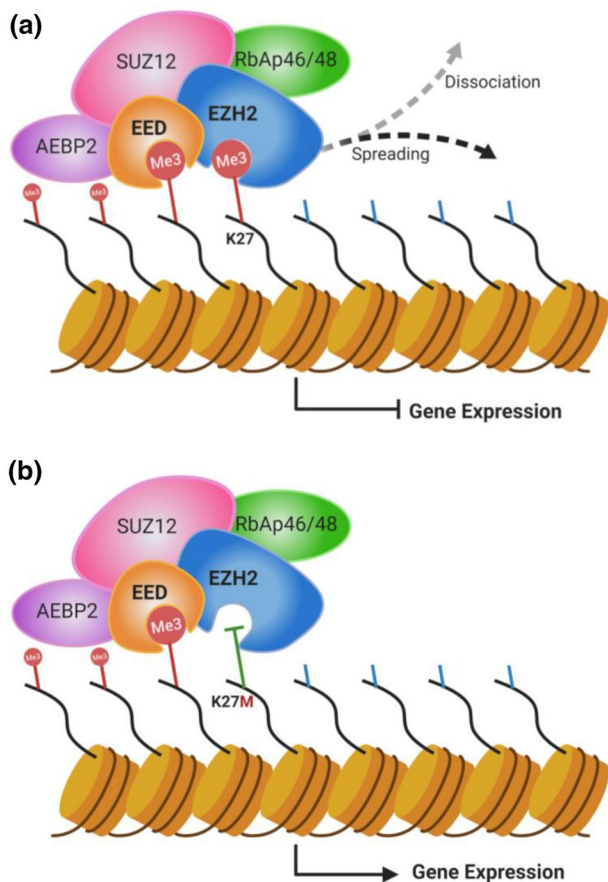 (a)
SUZ12
RbAp46/48
Dissociation
EZH2
EED
AEBP2
Me3
Me3
Spreading
Me3
Me3
K27
Gene Expression
(b)
SUZ12
RbAp46/48
EZH2
EED
AEBP2
Me3
Me3
Me3
K27M
Gene Expression